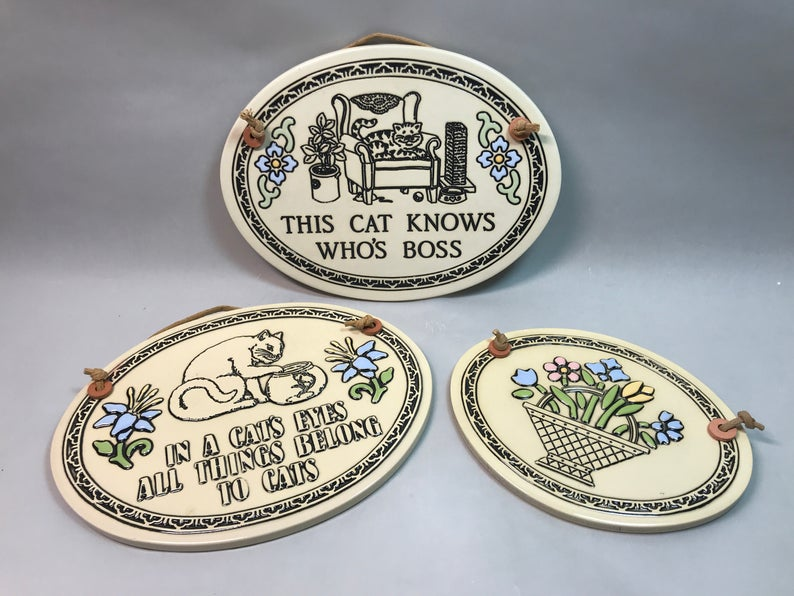 THIS CAT KNOWS
WHO'S BOSS
IN A CAT'S EYES
ALL THINGS BELONG
TO CATS